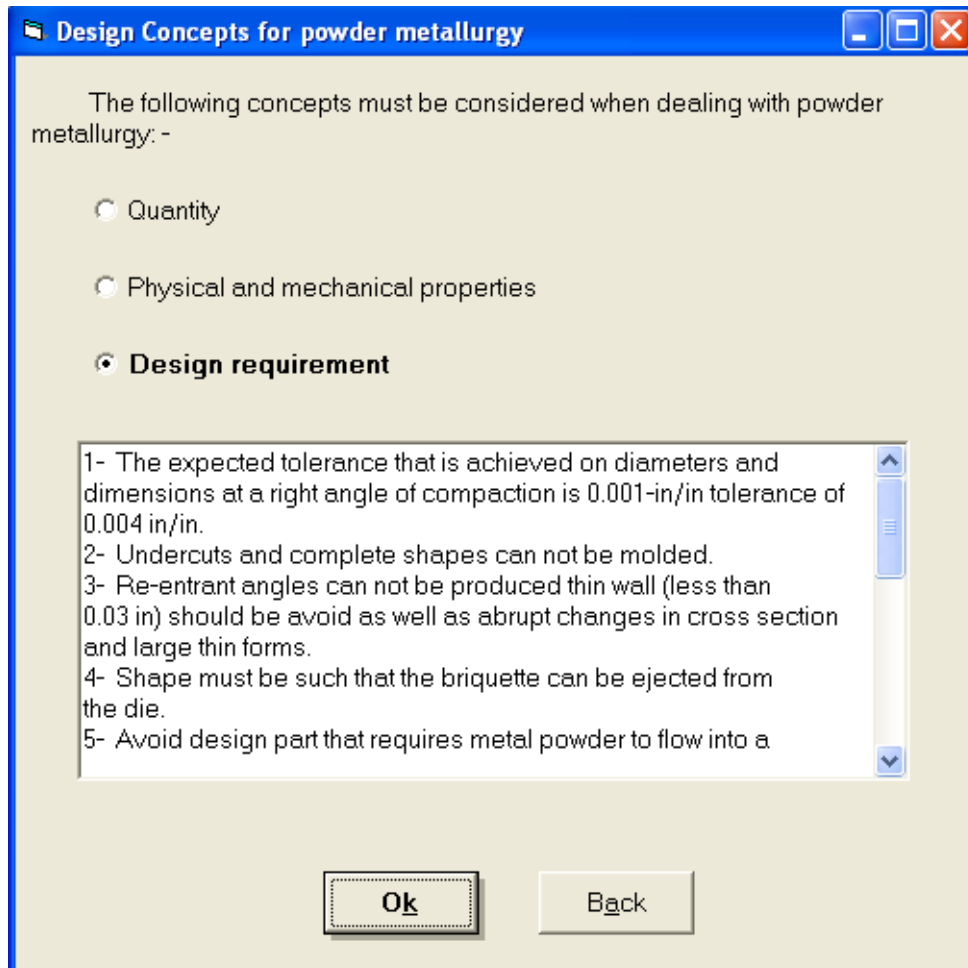 Design Concepts for powder metallurgy
The following concepts must be considered when dealing with powder
metallurgy: -
Quantity
Physical and mechanical properties
Design requirement
1- The expected tolerance that is achieved on diameters and
dimensions at a right angle of compaction is 0.001-in/in tolerance of
0.004 in/in.
2- Undercuts and complete shapes can not be molded.
3- Re-entrant angles can not be produced thin wall (less than
0.03 in) should be avoid as well as abrupt changes in cross section
and large thin forms.
4- Shape must be such that the briquette can be ejected from
the die.
5- Avoid design part that requires metal powder to flow into a
Ok
Back